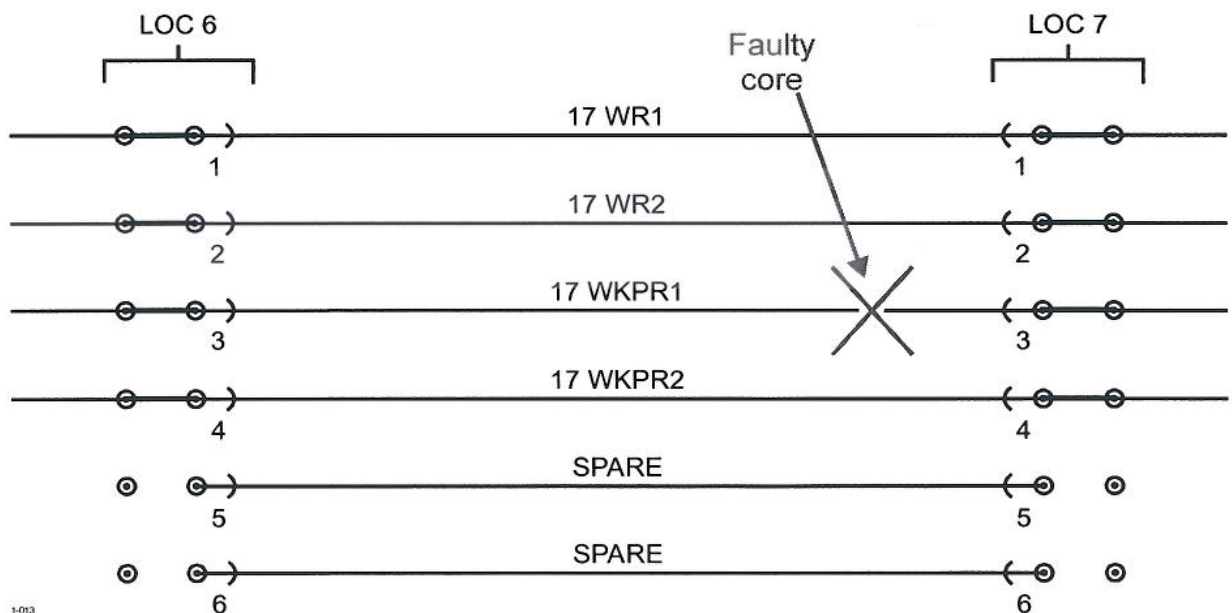 LOC 6
LOC 7
Faulty
core
17 WR1
1
1
17 WR2
2
2
17 WKPR1
3
3
17 WKPR2
4
4
SPARE
5
5
SPARE
6
6
1-013